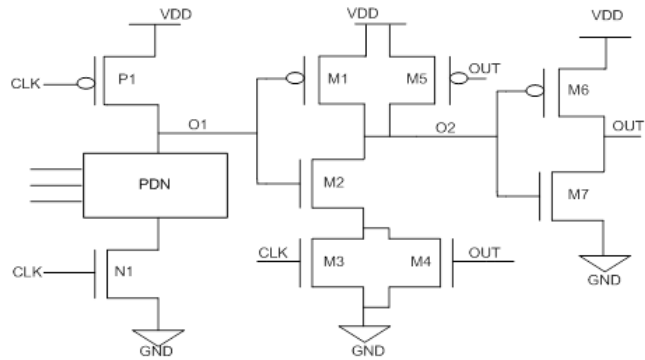 VDD
VDD
VDD
CLK
P1
M1
M5
OUT
M6
O1
O2
OUT
PDN
M2
M7
CLK
N1
CLK
M3
M4
OUT
GND
GND
GND